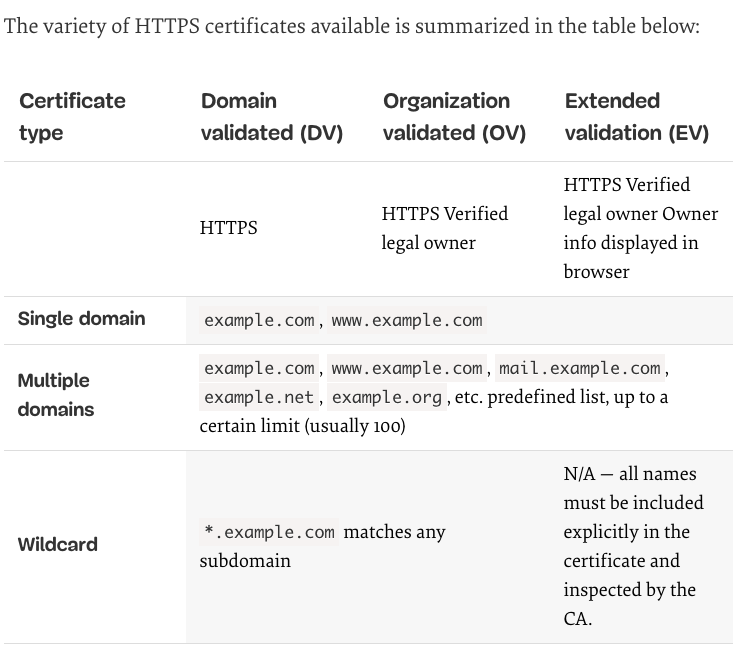 The variety of HTTPS certificates available is summarized in the table below:
Certificate type
Domain validated (DV)
Organization validated (OV)
Extended validation (EV)
HTTPS
HTTPS Verified
legal owner
HTTPS Verified
legal owner Owner
info displayed in
browser
Single domain
example.com, www.example.com
Multiple
domains
example.com, www.example.com, mail.example.com,
example.net, example.org, etc. predefined list, up to a
certain limit (usually 100)
Wildcard
*.example.com matches any
subdomain
N/A — all names
must be included
explicitly in the
certificate and
inspected by the
CA.